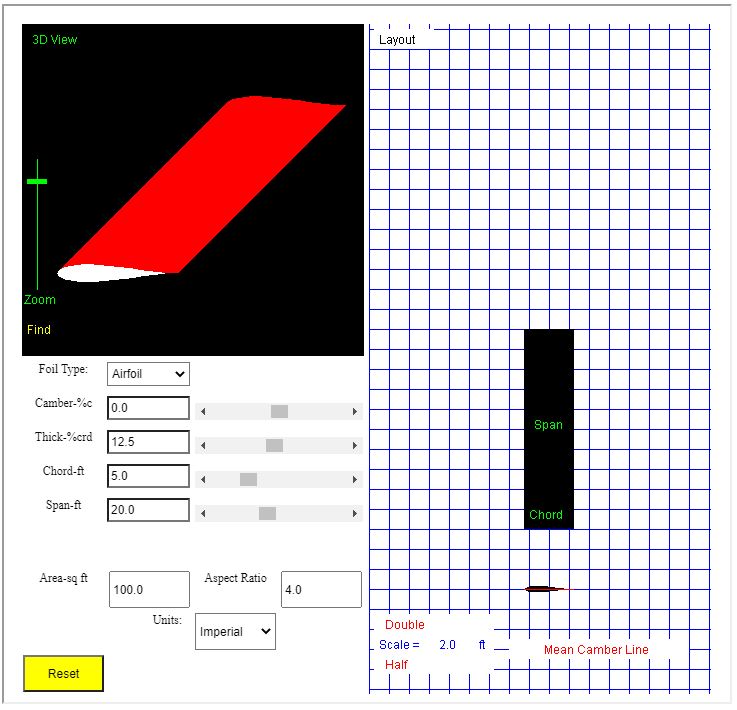 3D View
Zoom
Find
Foil Type: Airfoil
Camber-%c 0.0
Thick-%crd 12.5
Chord-ft 5.0
Span-ft 20.0
Area-sq ft 100.0 Aspect Ratio 4.0
Units: Imperial
Reset
Layout
Span
Chord
Double
Scale = 2.0 ft
Half
Mean Camber Line